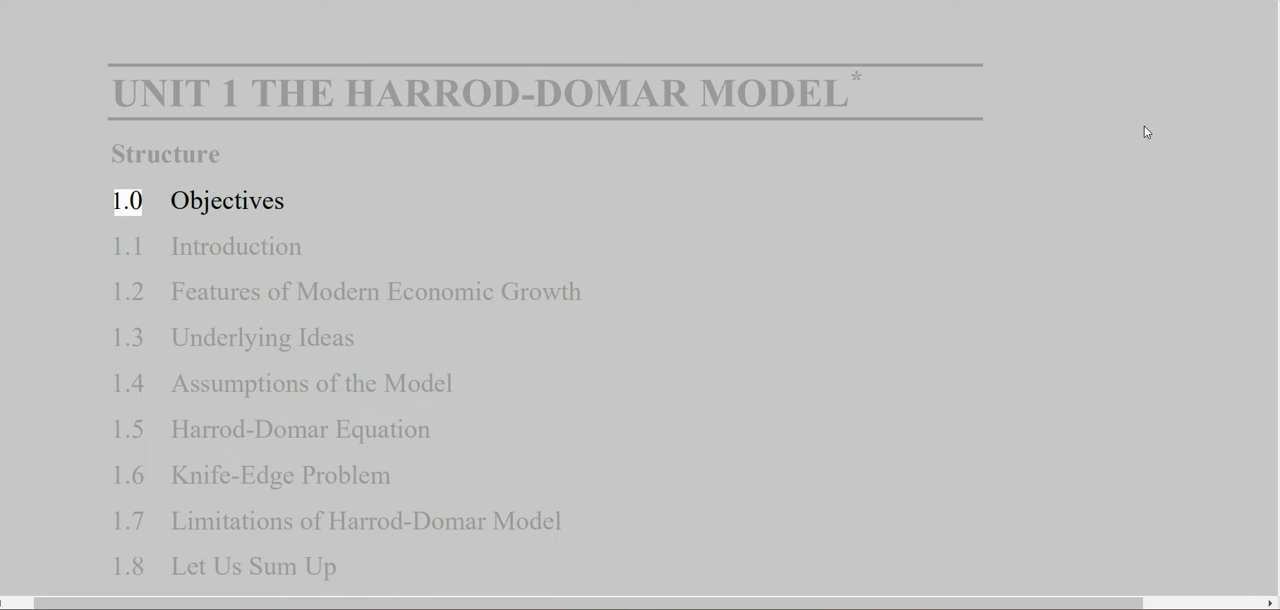 UNIT 1 THE HARROD-DOMAR MODEL*
Structure
1.0 Objectives
1.1 Introduction
1.2 Features of Modern Economic Growth
1.3 Underlying Ideas
1.4 Assumptions of the Model
1.5 Harrod-Domar Equation
1.6 Knife-Edge Problem
1.7 Limitations of Harrod-Domar Model
1.8 Let Us Sum Up